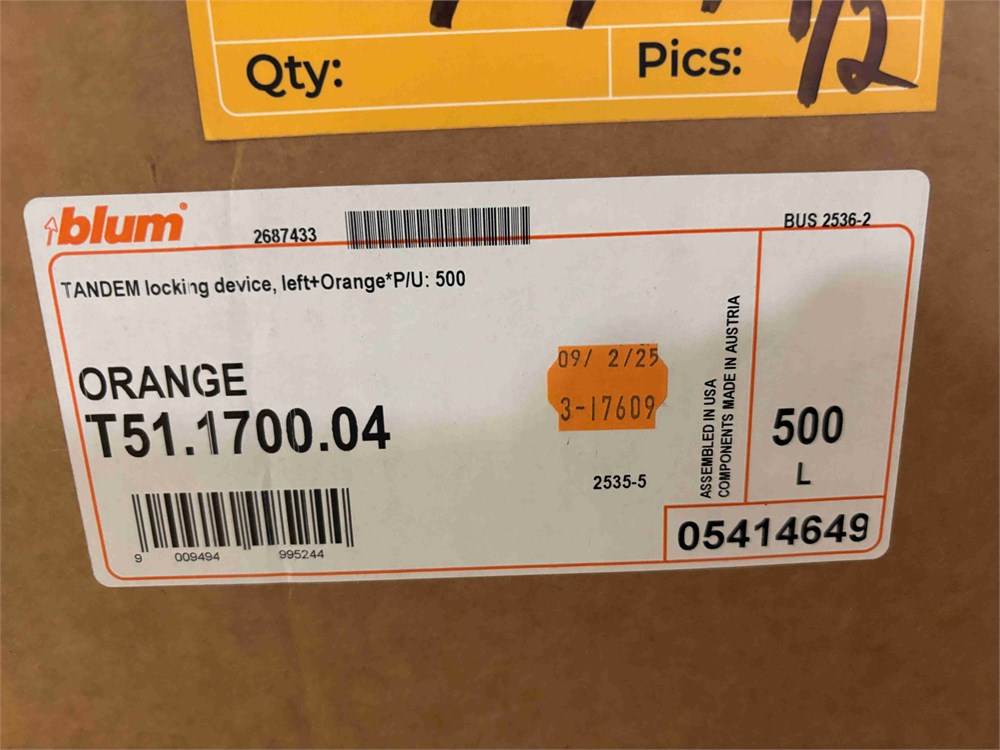 Qty:
Pics:
12
blum®
2687433
BUS 2536-2
TANDEM locking device, left+Orange*P/U: 500
ORANGE
T51.1700.04
09/ 2/25
3-17609
2535-5
ASSEMBLED IN USA
COMPONENTS MADE IN AUSTRIA
500
L
05414649
9 009494 995244